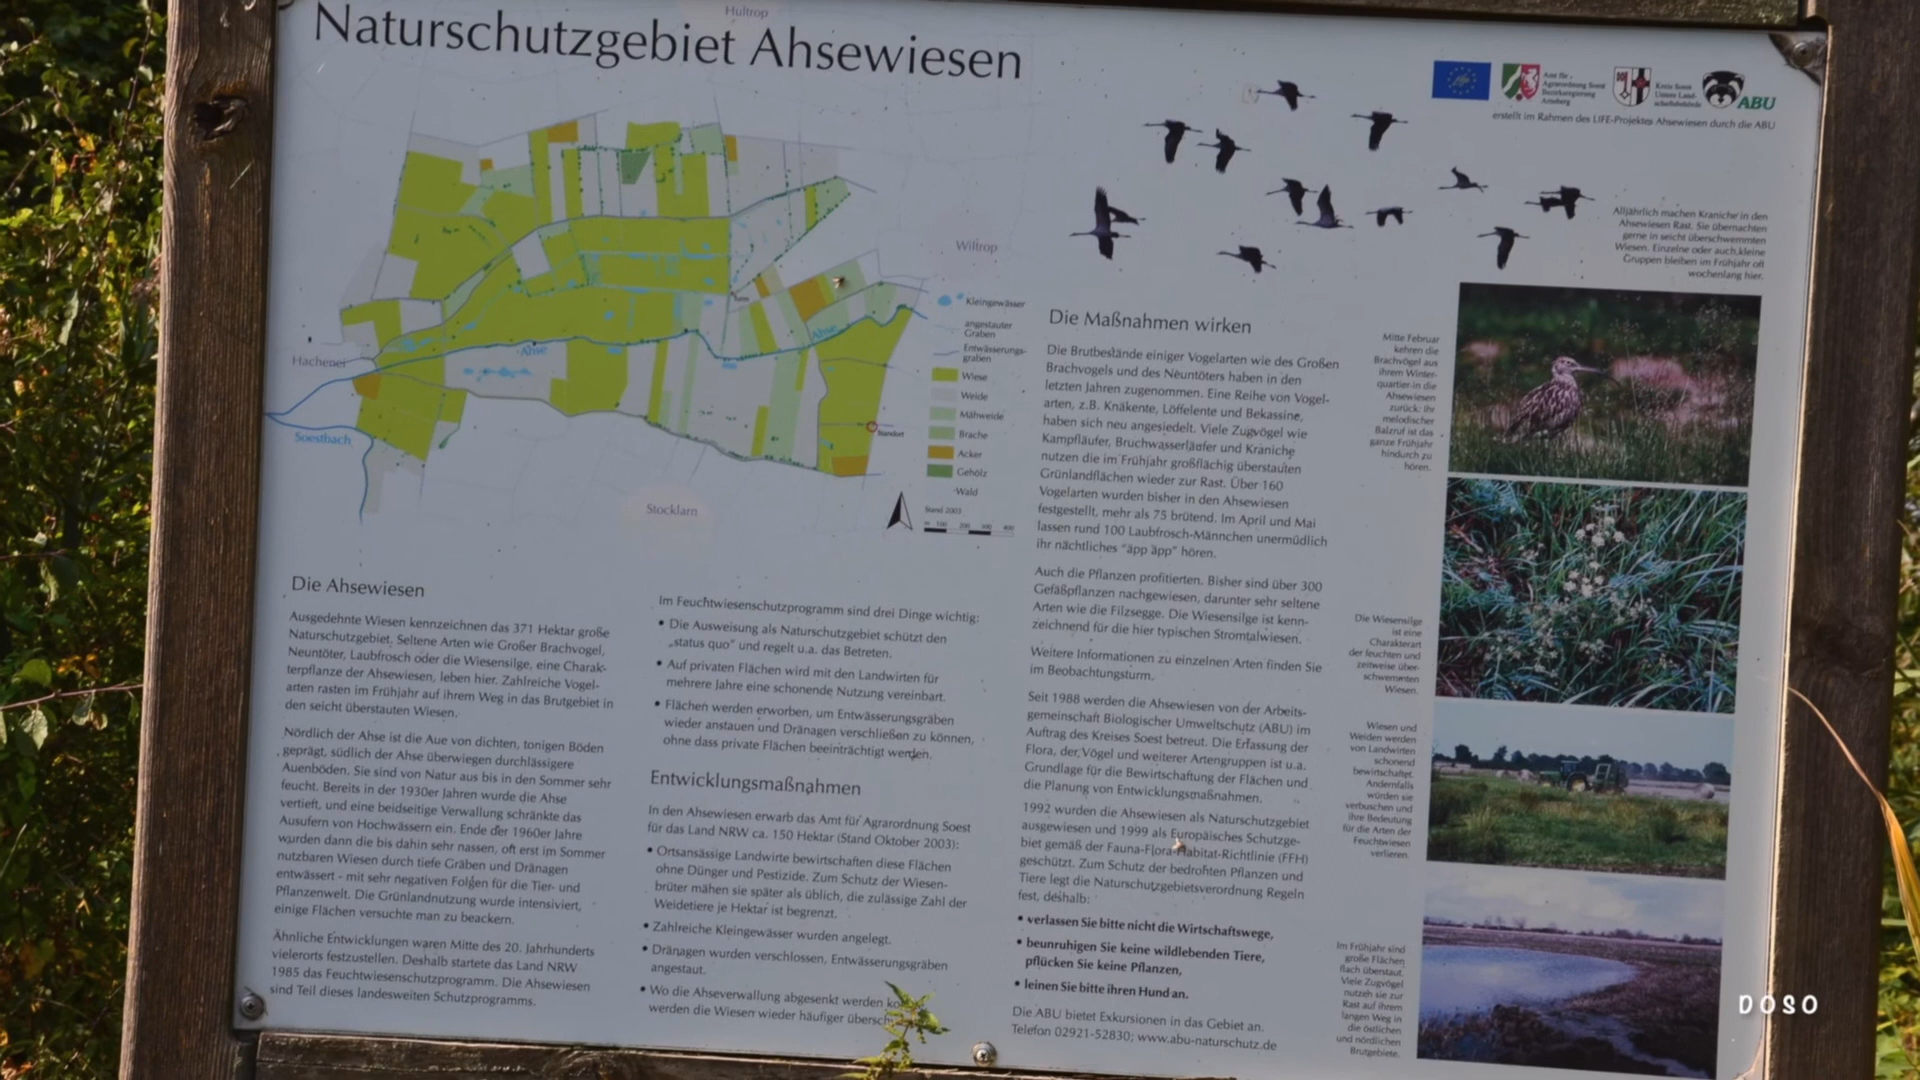 Hultrop
Naturschutzgebiet Ahsewiesen
Amt für
Agrarordnung Soest
Bezirksregierung
Arnsberg
Kreis Soest
Untere Land-
schaftsbehörde
ABU
erstellt im Rahmen des LIFE-Projektes Ahsewiesen durch die ABU
Alljährlich machen Kraniche in den
Ahsewiesen Rast. Sie übernachten
gerne in seicht überschwemmten
Wiesen. Einzelne oder auch kleine
Gruppen bleiben im Frühjahr oft
wochenlang hier.
Wiltrop
Hachenei
Ahse
Ahse
Turm
Soestbach
Standort
Stocklarn
Kleingewässer
angestauter
Graben
Entwässerungs-
graben
Wiese
Weide
Mähweide
Brache
Acker
Gehölz
Wald
Stand 2003
m 100 200 300 400
Die Ahsewiesen
Ausgedehnte Wiesen kennzeichnen das 371 Hektar große
Naturschutzgebiet. Seltene Arten wie Großer Brachvogel,
Neuntöter, Laubfrosch oder die Wiesensilge, eine Charak-
terpflanze der Ahsewiesen, leben hier. Zahlreiche Vogel-
arten rasten im Frühjahr auf ihrem Weg in das Brutgebiet in
den seicht überstauten Wiesen.
Nördlich der Ahse ist die Aue von dichten, tonigen Böden
geprägt, südlich der Ahse überwiegen durchlässigere
Auenböden. Sie sind von Natur aus bis in den Sommer sehr
feucht. Bereits in der 1930er Jahren wurde die Ahse
vertieft, und eine beidseitige Verwallung schränkte das
Ausufern von Hochwässern ein. Ende der 1960er Jahre
wurden dann die bis dahin sehr nassen, oft erst im Sommer
nutzbaren Wiesen durch tiefe Gräben und Dränagen
entwässert - mit sehr negativen Folgen für die Tier- und
Pflanzenwelt. Die Grünlandnutzung wurde intensiviert,
einige Flächen versuchte man zu beackern.
Ähnliche Entwicklungen waren Mitte des 20. Jahrhunderts
vielerorts festzustellen. Deshalb startete das Land NRW
1985 das Feuchtwiesenschutzprogramm. Die Ahsewiesen
sind Teil dieses landesweiten Schutzprogramms.
Im Feuchtwiesenschutzprogramm sind drei Dinge wichtig:
• Die Ausweisung als Naturschutzgebiet schützt den
„status quo" und regelt u.a. das Betreten.
• Auf privaten Flächen wird mit den Landwirten für
mehrere Jahre eine schonende Nutzung vereinbart.
• Flächen werden erworben, um Entwässerungsgräben
wieder anstauen und Dränagen verschließen zu können,
ohne dass private Flächen beeinträchtigt werden.
Entwicklungsmaßnahmen
In den Ahsewiesen erwarb das Amt für Agrarordnung Soest
für das Land NRW ca. 150 Hektar (Stand Oktober 2003):
• Ortsansässige Landwirte bewirtschaften diese Flächen
ohne Dünger und Pestizide. Zum Schutz der Wiesen-
brüter mähen sie später als üblich, die zulässige Zahl der
Weidetiere je Hektar ist begrenzt.
• Zahlreiche Kleingewässer wurden angelegt.
• Dränagen wurden verschlossen, Entwässerungsgräben
angestaut.
• Wo die Ahseverwallung abgesenkt werden
werden die Wiesen wieder häufiger
Die Maßnahmen wirken
Die Brutbestände einiger Vogelarten wie des Großen
Brachvogels und des Neuntöters haben in den
letzten Jahren zugenommen. Eine Reihe von Vogel-
arten, z.B. Knäkente, Löffelente und Bekassine,
haben sich neu angesiedelt. Viele Zugvögel wie
Kampfläufer, Bruchwasserläufer und Kraniche
nutzen die im Frühjahr großflächig überstauten
Grünlandflächen wieder zur Rast. Über 160
Vogelarten wurden bisher in den Ahsewiesen
festgestellt, mehr als 75 brütend. Im April und Mai
lassen rund 100 Laubfrosch-Männchen unermüdlich
ihr nächtliches "äpp äpp" hören.
Auch die Pflanzen profitierten. Bisher sind über 300
Gefäßpflanzen nachgewiesen, darunter sehr seltene
Arten wie die Filzsegge. Die Wiesensilge ist kenn-
zeichnend für die hier typischen Stromtalwiesen.
Weitere Informationen zu einzelnen Arten finden Sie
im Beobachtungsturm.
Seit 1988 werden die Ahsewiesen von der Arbeits-
gemeinschaft Biologischer Umweltschutz (ABU) im
Auftrag des Kreises Soest betreut. Die Erfassung der
Flora, der Vögel und weiterer Artengruppen ist u.a.
Grundlage für die Bewirtschaftung der Flächen und
die Planung von Entwicklungsmaßnahmen.
1992 wurden die Ahsewiesen als Naturschutzgebiet
ausgewiesen und 1999 als Europäisches Schutzge-
biet gemäß der Fauna-Flora-Habitat-Richtlinie (FFH)
geschützt. Zum Schutz der bedrohten Pflanzen und
Tiere legt die Naturschutzgebietsverordnung Regeln
fest, deshalb:
• verlassen Sie bitte nicht die Wirtschaftswege,
• beunruhigen Sie keine wildlebenden Tiere,
pflücken Sie keine Pflanzen,
• leinen Sie bitte ihren Hund an.
Die ABU bietet Exkursionen in das Gebiet an.
Telefon 02921-52830; www.abu-naturschutz.de
Mitte Februar
kehren die
Brachvögel aus
ihrem Winter-
quartier in die
Ahsewiesen
zurück: ihr
melodischer
Balzruf ist das
ganze Frühjahr
hindurch zu
hören.
Die Wiesensilge
ist eine
Charakterart
der feuchten und
zeitweise über-
schwemmten
Wiesen.
Wiesen und
Weiden werden
von Landwirten
schonend
bewirtschaftet.
Andernfalls
würden sie
verbuschen und
ihre Bedeutung
für die Arten der
Feuchtwiesen
verlieren.
Im Frühjahr sind
große Flächen
flach überstaut.
Viele Zugvögel
nutzen sie zur
Rast auf ihrem
langen Weg in
die östlichen
und nördlichen
Brutgebiete.
DOSO